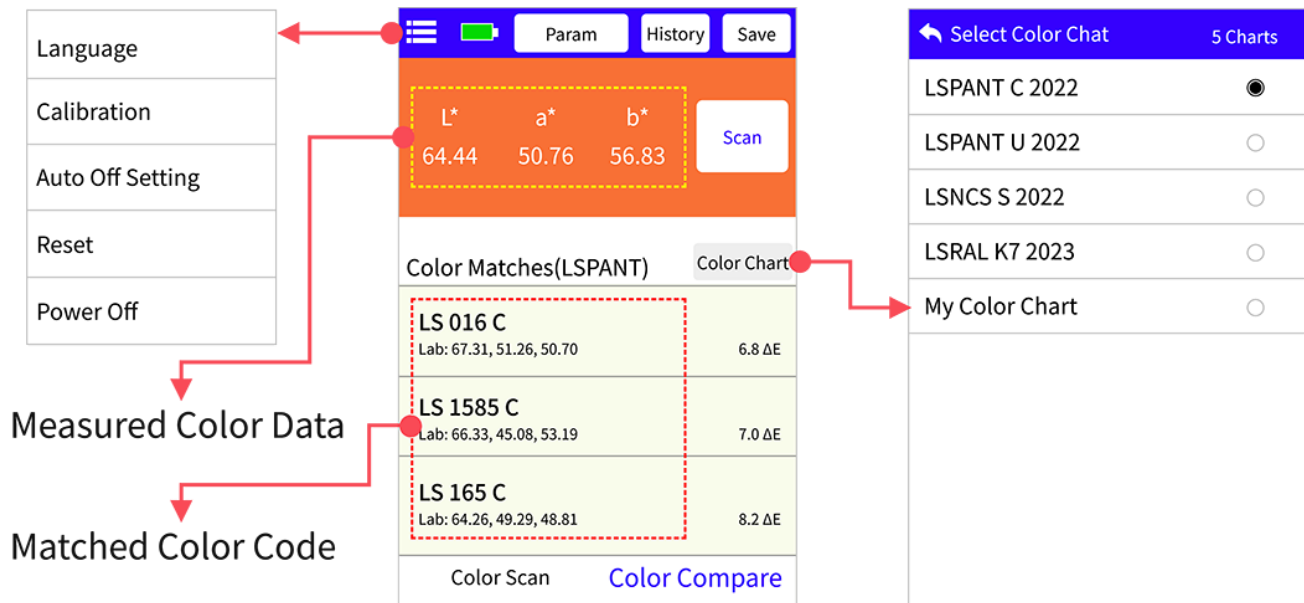 Language
Calibration
Auto Off Setting
Reset
Power Off
Measured Color Data
Matched Color Code
Param History Save
L* a* b*
64.44 50.76 56.83
Scan
Color Matches(LSPANT) Color Chart
LS 016 C
Lab: 67.31, 51.26, 50.70 6.8 ΔE
LS 1585 C
Lab: 66.33, 45.08, 53.19 7.0 ΔE
LS 165 C
Lab: 64.26, 49.29, 48.81 8.2 ΔE
Color Scan Color Compare
Select Color Chat 5 Charts
LSPANT C 2022
LSPANT U 2022
LSNCS S 2022
LSRAL K7 2023
My Color Chart